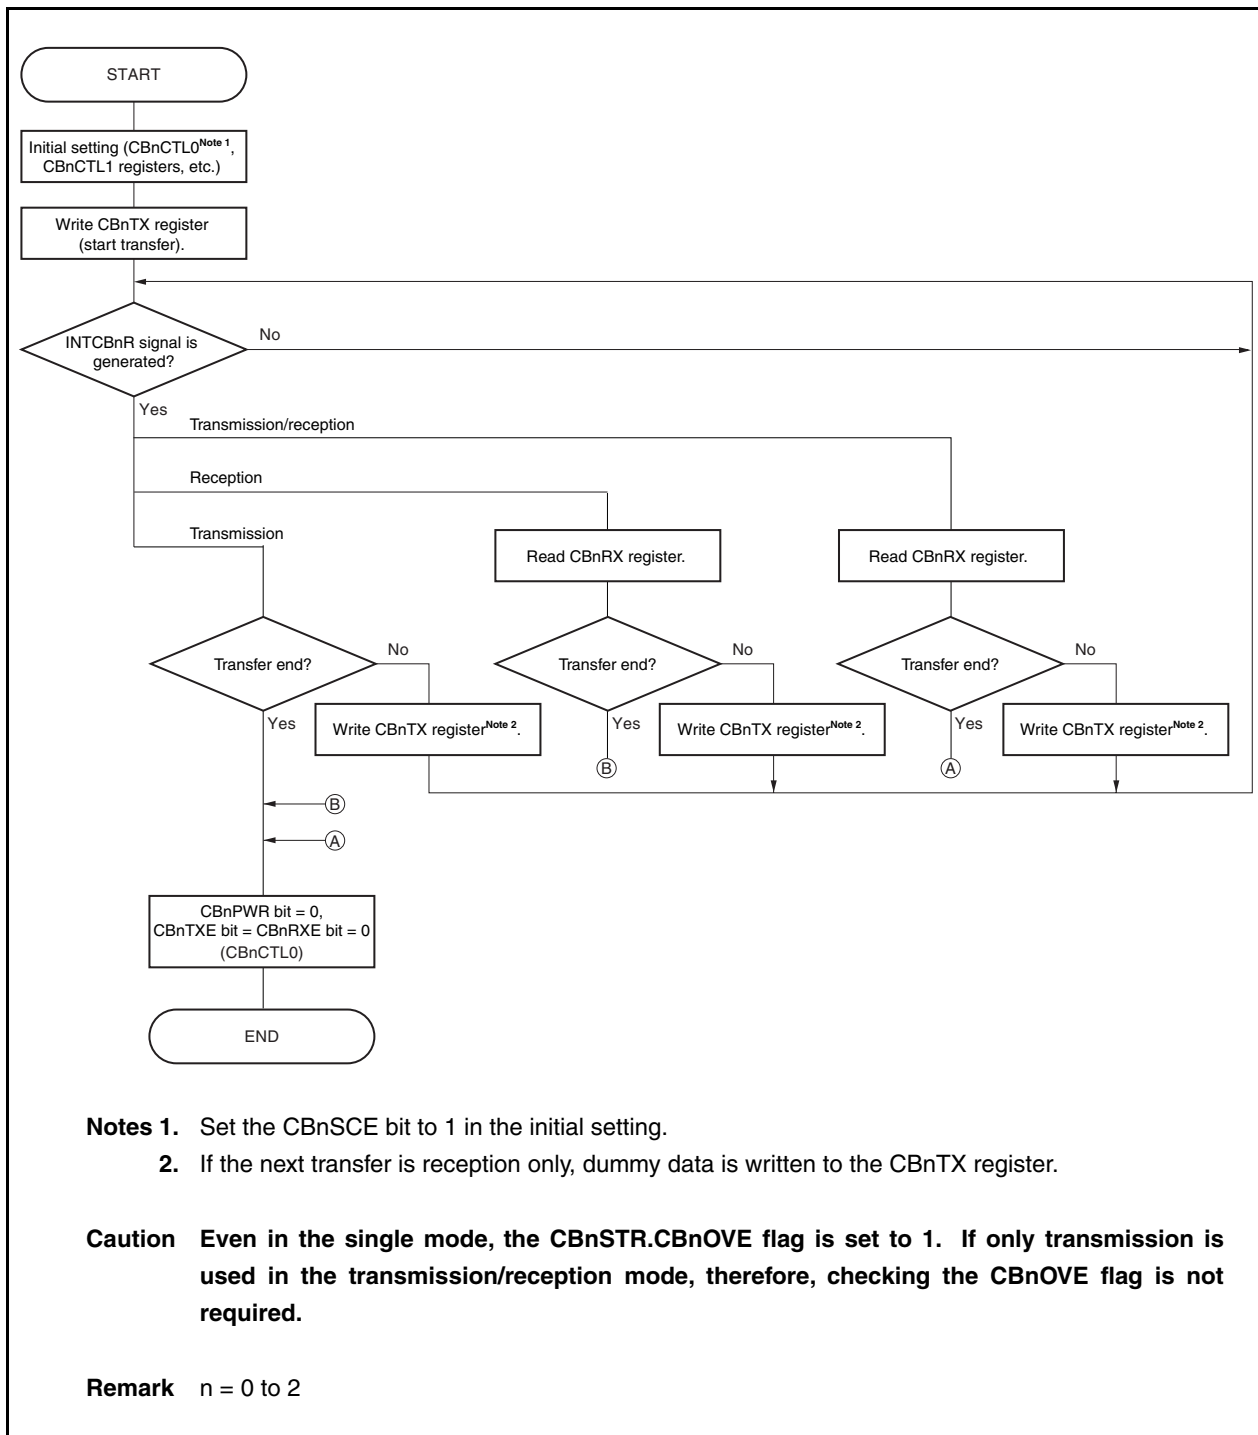 START
Initial setting (CBnCTL0Note 1,
CBnCTL1 registers, etc.)
Write CBnTX register
(start transfer).
INTCBnR signal is
generated?
No
Yes
Transmission/reception
Reception
Transmission
Read CBnRX register.
Read CBnRX register.
Transfer end?
No
Transfer end?
No
Transfer end?
No
Yes
Write CBnTX registerNote 2.
Yes
Write CBnTX registerNote 2.
Yes
Write CBnTX registerNote 2.
B
A
B
A
CBnPWR bit = 0,
CBnTXE bit = CBnRXE bit = 0
(CBnCTL0)
END
Notes 1. Set the CBnSCE bit to 1 in the initial setting.
2. If the next transfer is reception only, dummy data is written to the CBnTX register.
Caution Even in the single mode, the CBnSTR.CBnOVE flag is set to 1. If only transmission is
used in the transmission/reception mode, therefore, checking the CBnOVE flag is not
required.
Remark n = 0 to 2